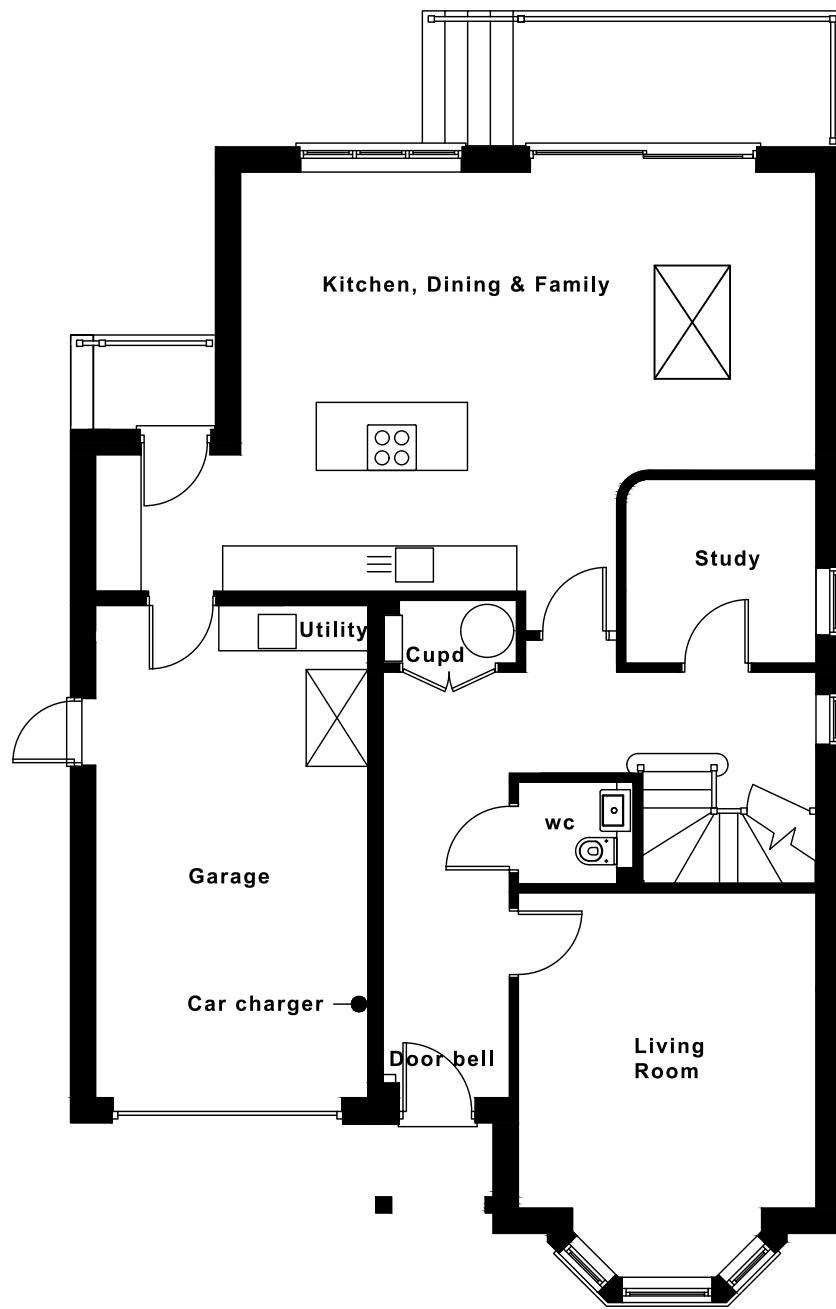 Kitchen, Dining & Family
Study
Utility
Cupd
wc
Garage
Car charger
Door bell
Living
Room